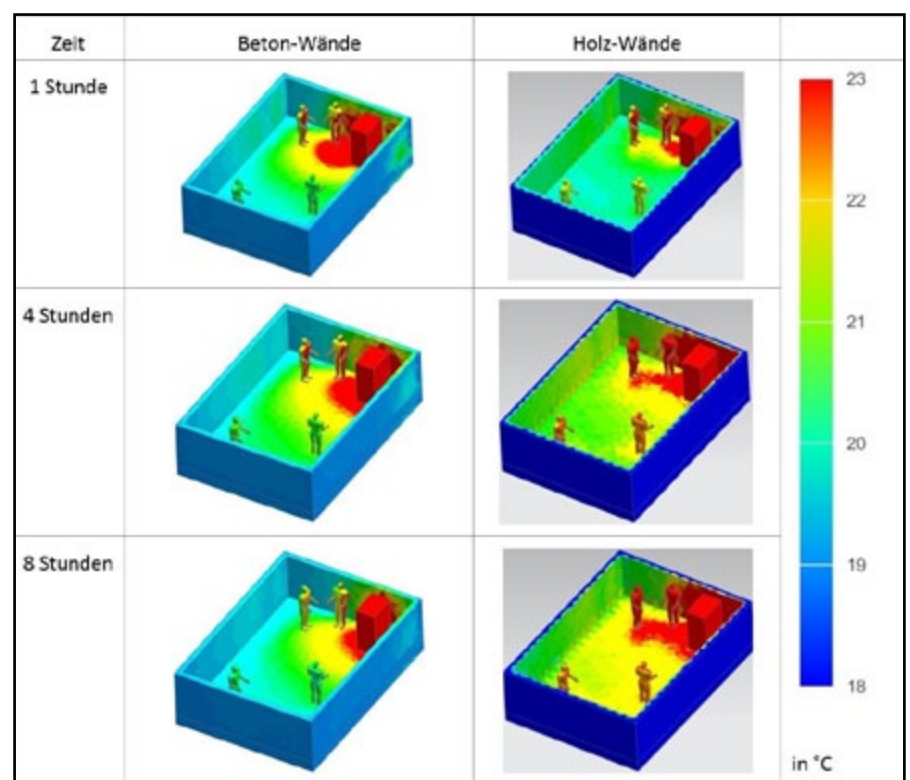 Zeit Beton-Wände Holz-Wände
1 Stunde
4 Stunden
8 Stunden
23
22
21
20
19
18
in °C